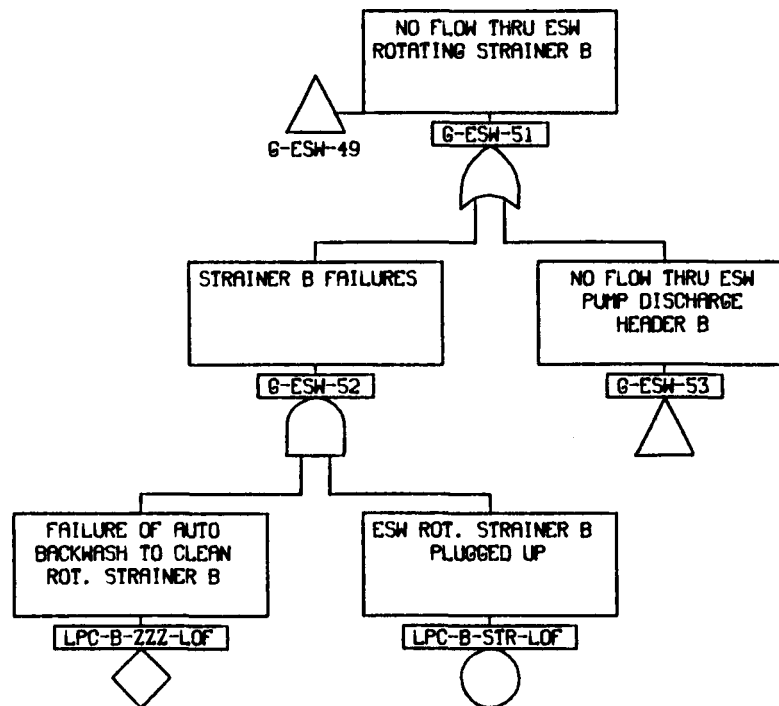 NO FLOW THRU ESW
ROTATING STRAINER B
G-ESW-49
G-ESW-51
STRAINER B FAILURES
NO FLOW THRU ESW
PUMP DISCHARGE
HEADER B
G-ESW-52
G-ESW-53
FAILURE OF AUTO
BACKWASH TO CLEAN
ROT. STRAINER B
ESW ROT. STRAINER B
PLUGGED UP
LPC-B-ZZZ-LOF
LPC-B-STR-LOF